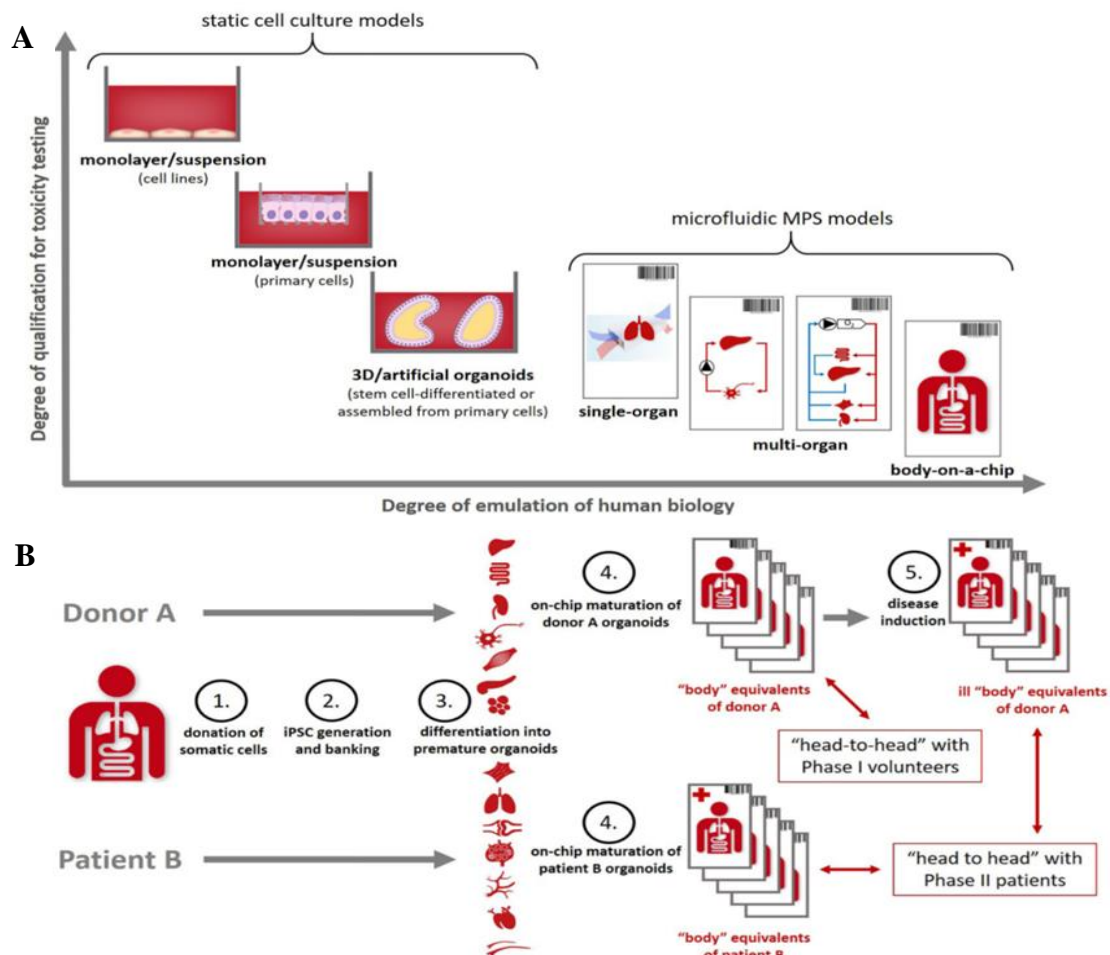 A
static cell culture models
Degree of qualification for toxicity testing
monolayer/suspension
(cell lines)
monolayer/suspension
(primary cells)
3D/artificial organoids
(stem cell-differentiated or
assembled from primary cells)
microfluidic MPS models
single-organ
O₂
multi-organ
body-on-a-chip
Degree of emulation of human biology
B
Donor A
1.
donation of
somatic cells
2.
iPSC generation
and banking
3.
differentiation into
premature organoids
4.
on-chip maturation of
donor A organoids
"body" equivalents
of donor A
5.
disease
induction
ill "body" equivalents
of donor A
"head-to-head" with
Phase I volunteers
Patient B
4.
on-chip maturation of
patient B organoids
"body" equivalents
of patient B
"head to head" with
Phase II patients